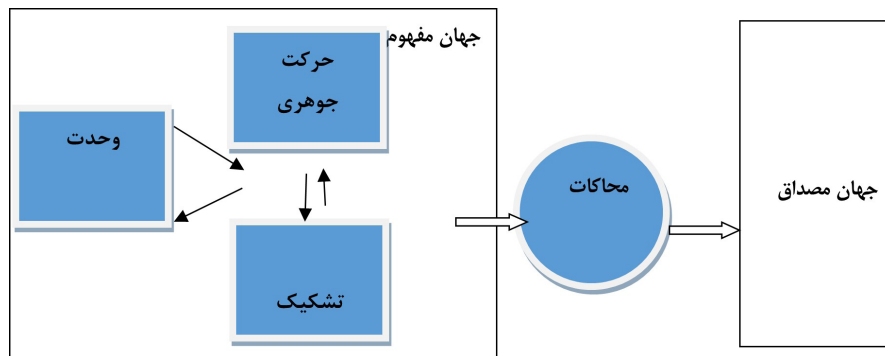 جهان مفهوم
حرکت
جوهری
وحدت
تشکیک
محاکات
جهان مصداق